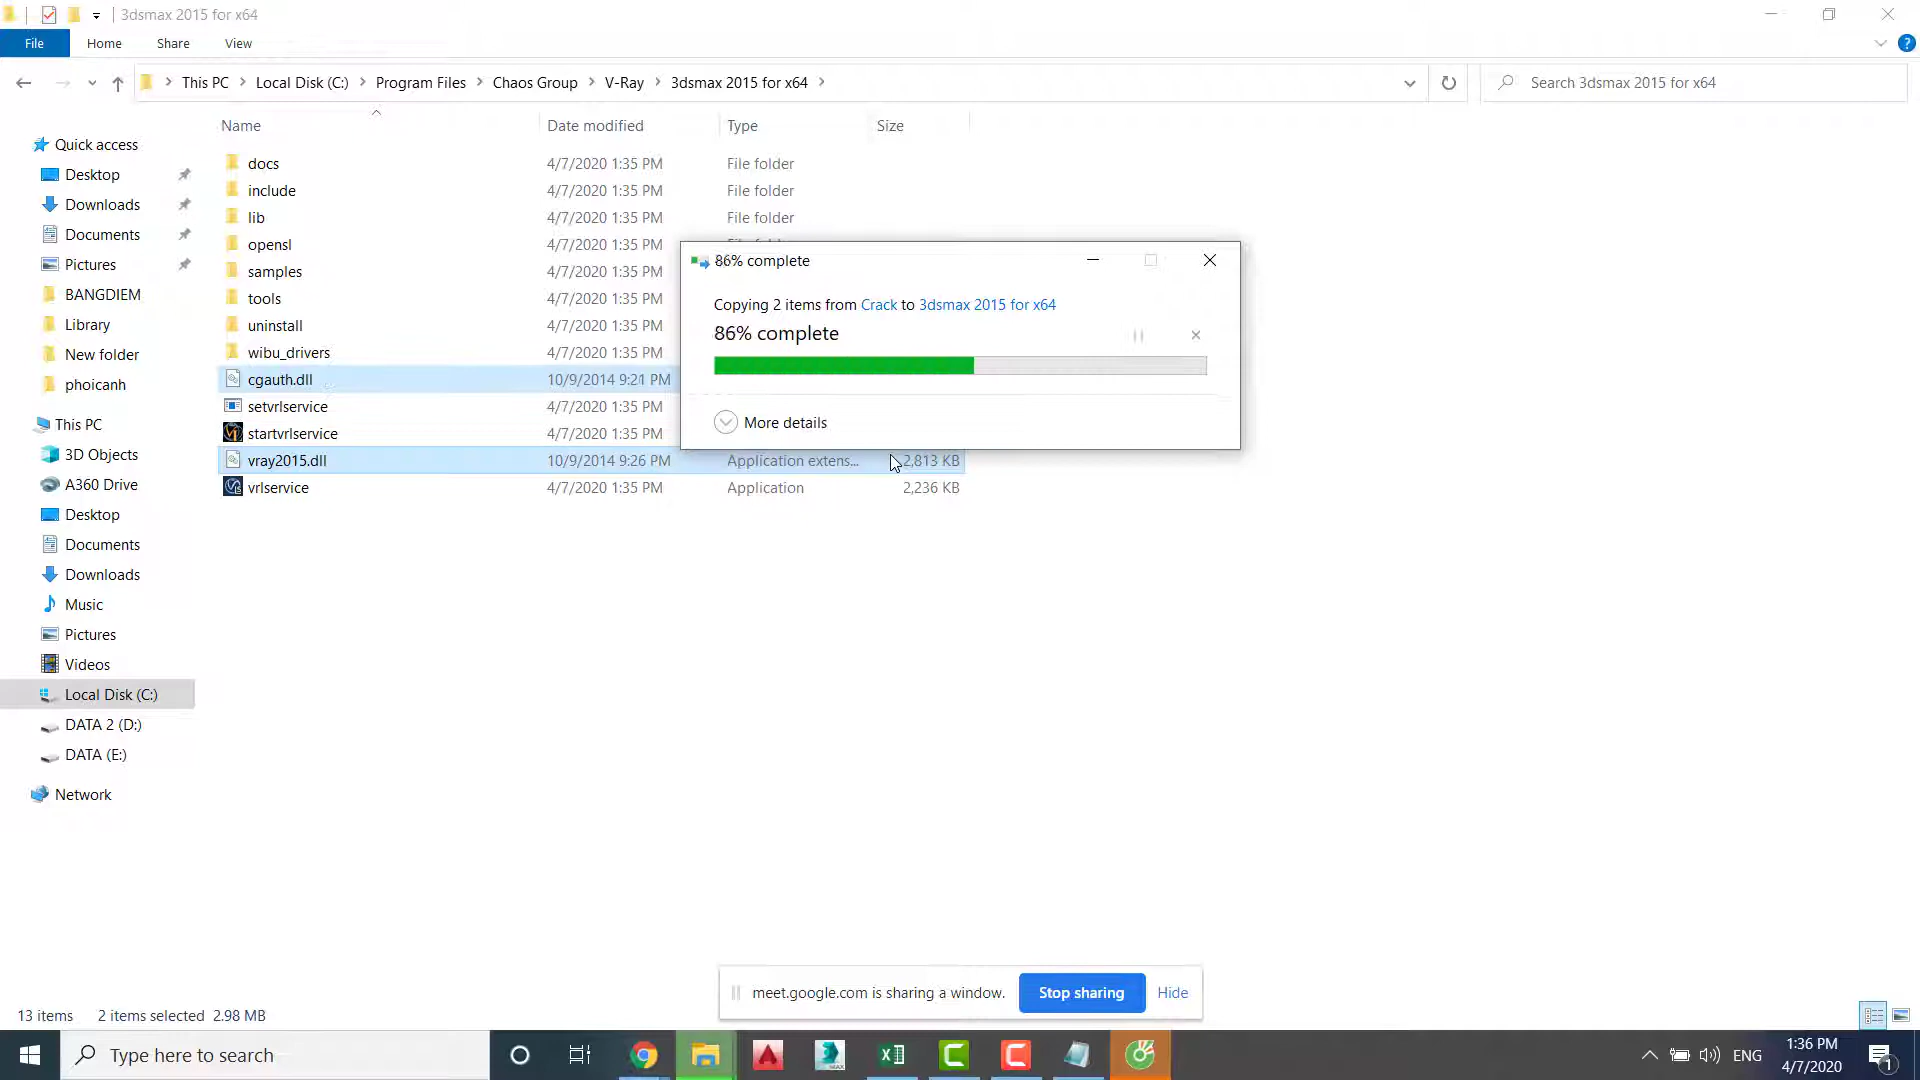 3dsmax 2015 for x64
File Home Share View
This PC Local Disk (C:) Program Files Chaos Group V-Ray 3dsmax 2015 for x64
Search 3dsmax 2015 for x64
Name Date modified Type Size
Quick access
Desktop
Downloads
Documents
Pictures
BANGDIEM
Library
New folder
phoicanh
This PC
3D Objects
A360 Drive
Desktop
Documents
Downloads
Music
Pictures
Videos
Local Disk (C:)
DATA 2 (D:)
DATA (E:)
Network
docs 4/7/2020 1:35 PM File folder
include 4/7/2020 1:35 PM File folder
lib 4/7/2020 1:35 PM File folder
opensl 4/7/2020 1:35 PM
samples 4/7/2020 1:35 PM
tools 4/7/2020 1:35 PM
uninstall 4/7/2020 1:35 PM
wibu_drivers 4/7/2020 1:35 PM
cgauth.dll 10/9/2014 9:21 PM
setvrlservice 4/7/2020 1:35 PM
startvrlservice 4/7/2020 1:35 PM
vray2015.dll 10/9/2014 9:26 PM Application extens... 2,813 KB
vrlservice 4/7/2020 1:35 PM Application 2,236 KB
86% complete
Copying 2 items from Crack to 3dsmax 2015 for x64
86% complete
More details
meet.google.com is sharing a window. Stop sharing Hide
13 items 2 items selected 2.98 MB
Type here to search
ENG
1:36 PM
4/7/2020
1